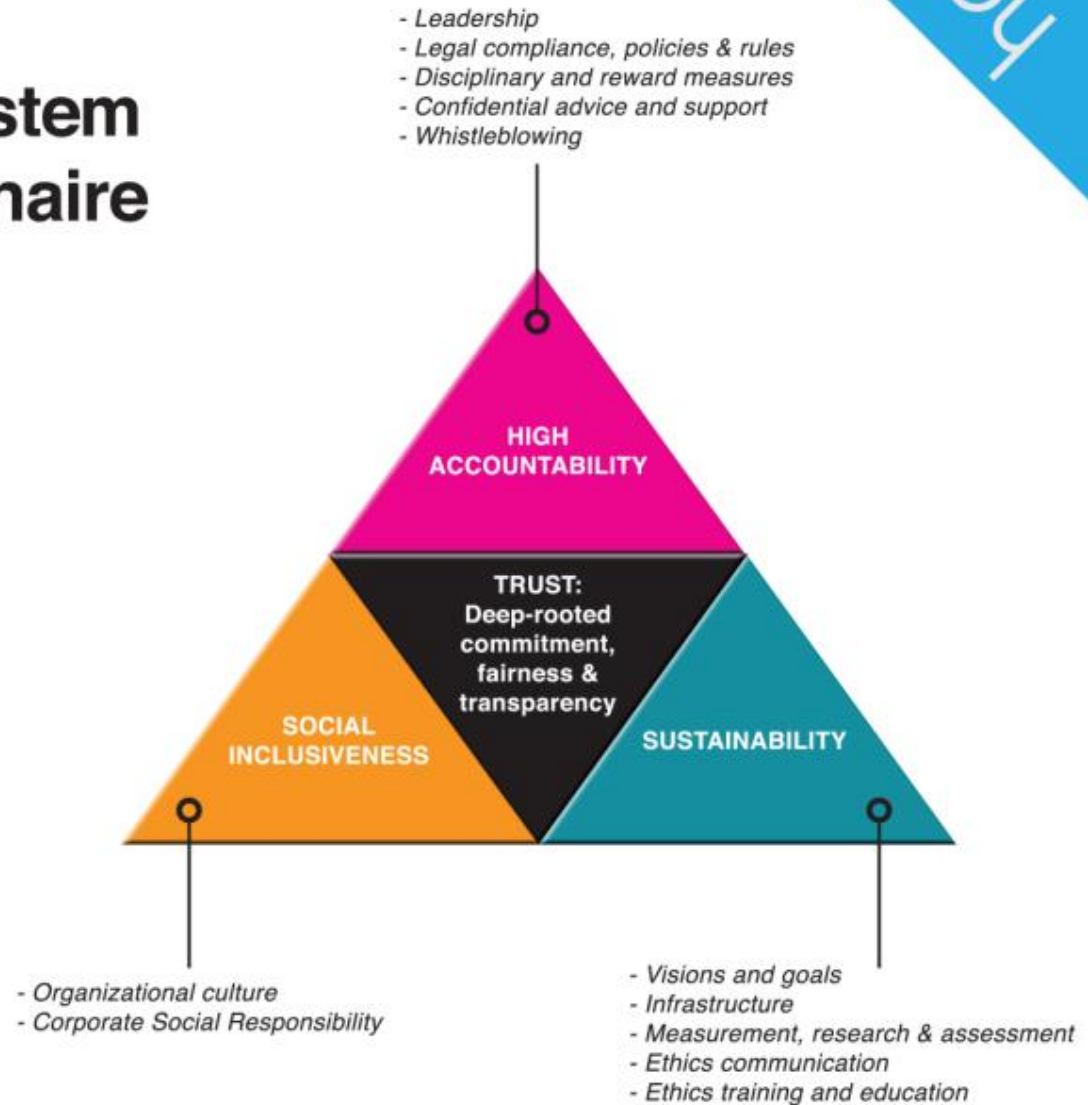 - Leadership
- Legal compliance, policies & rules
- Disciplinary and reward measures
- Confidential advice and support
- Whistleblowing
stem
naire
HIGH
ACCOUNTABILITY
TRUST:
Deep-rooted
commitment,
fairness &
transparency
SOCIAL
INCLUSIVENESS
SUSTAINABILITY
- Organizational culture
- Corporate Social Responsibility
- Visions and goals
- Infrastructure
- Measurement, research & assessment
- Ethics communication
- Ethics training and education